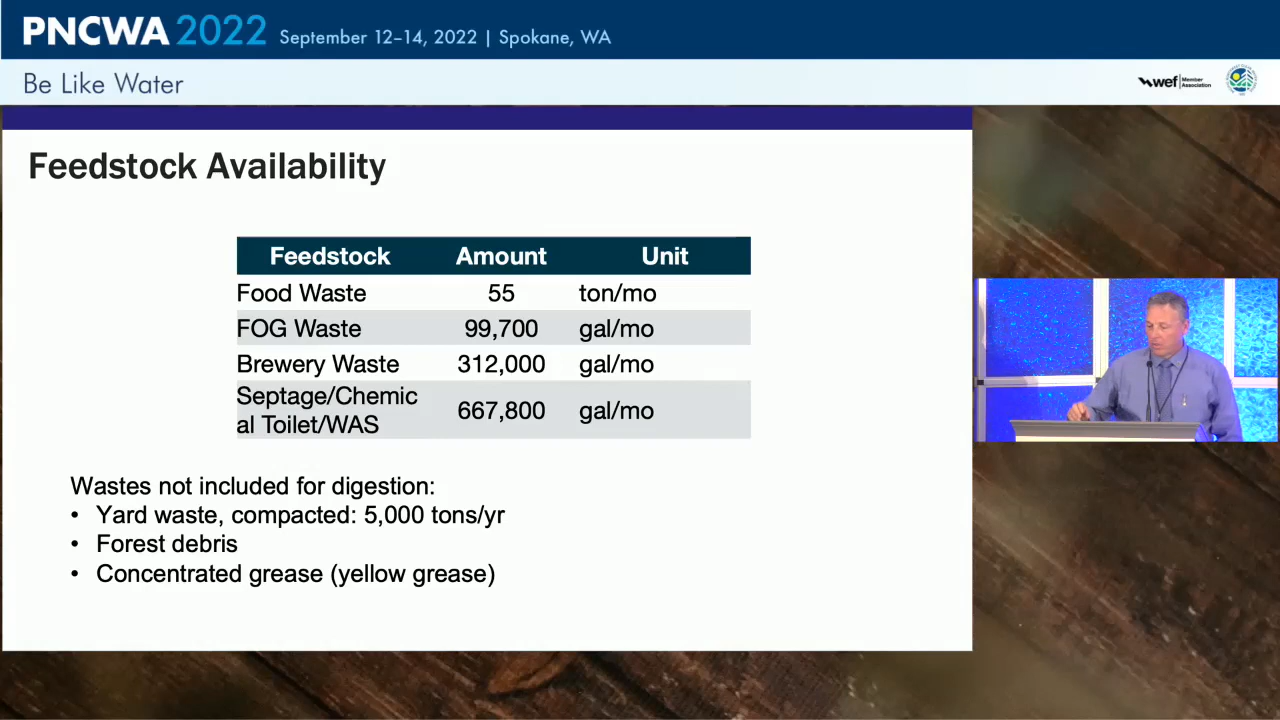 PNCWA 2022 September 12–14, 2022 | Spokane, WA
Be Like Water
wef Member Association
Feedstock Availability
Feedstock Amount Unit
Food Waste 55 ton/mo
FOG Waste 99,700 gal/mo
Brewery Waste 312,000 gal/mo
Septage/Chemic
al Toilet/WAS 667,800 gal/mo
Wastes not included for digestion:
• Yard waste, compacted: 5,000 tons/yr
• Forest debris
• Concentrated grease (yellow grease)